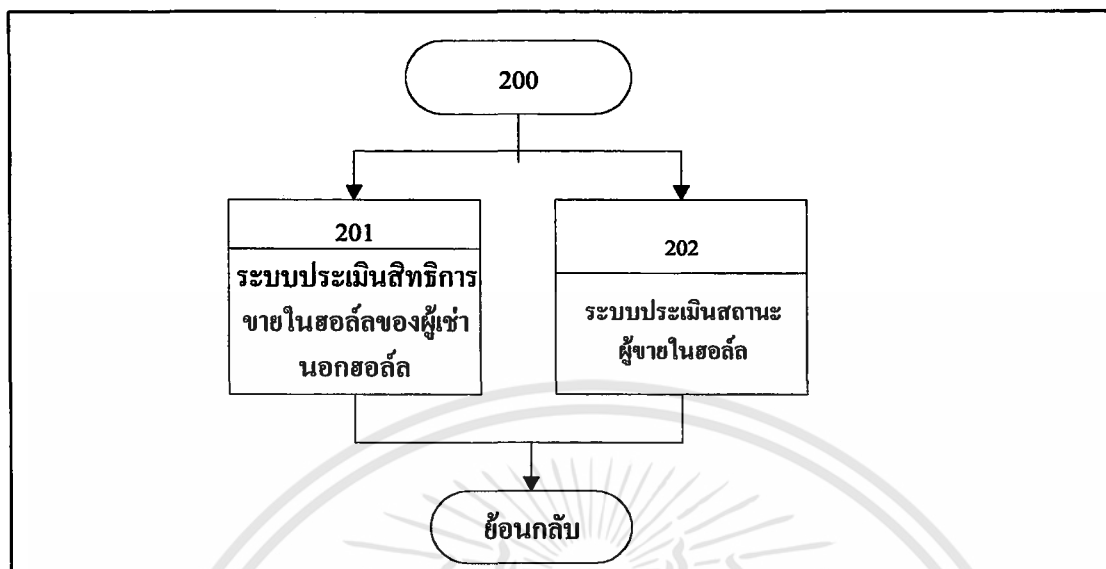 200
201
ระบบประเมินสิทธิการ
ขายในฮอล์ลของผู้เช่า
นอกฮอล์ล
202
ระบบประเมินสถานะ
ผู้ขายในฮอล์ล
ย้อนกลับ